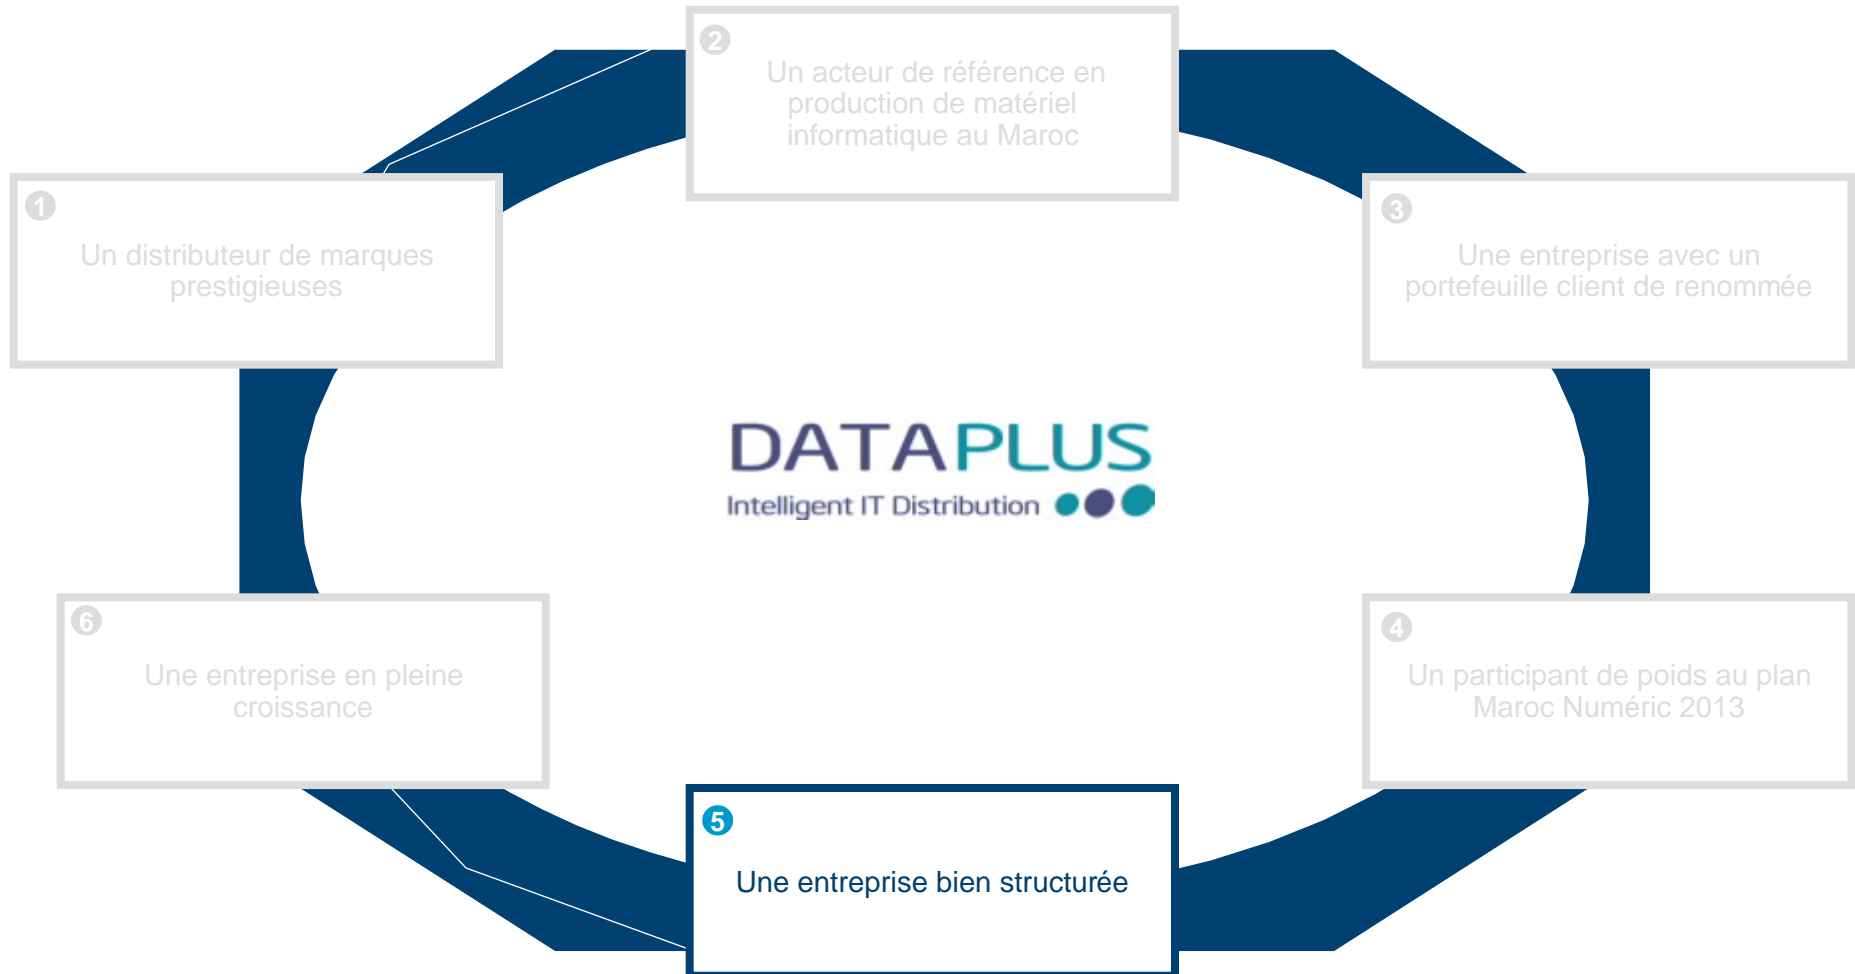 1
Un distributeur de marques
prestigieuses
2
Un acteur de référence en
production de matériel
informatique au Maroc
3
Une entreprise avec un
portefeuille client de renommée
DATAPLUS
Intelligent IT Distribution
4
Un participant de poids au plan
Maroc Numéric 2013
5
Une entreprise bien structurée
6
Une entreprise en pleine
croissance